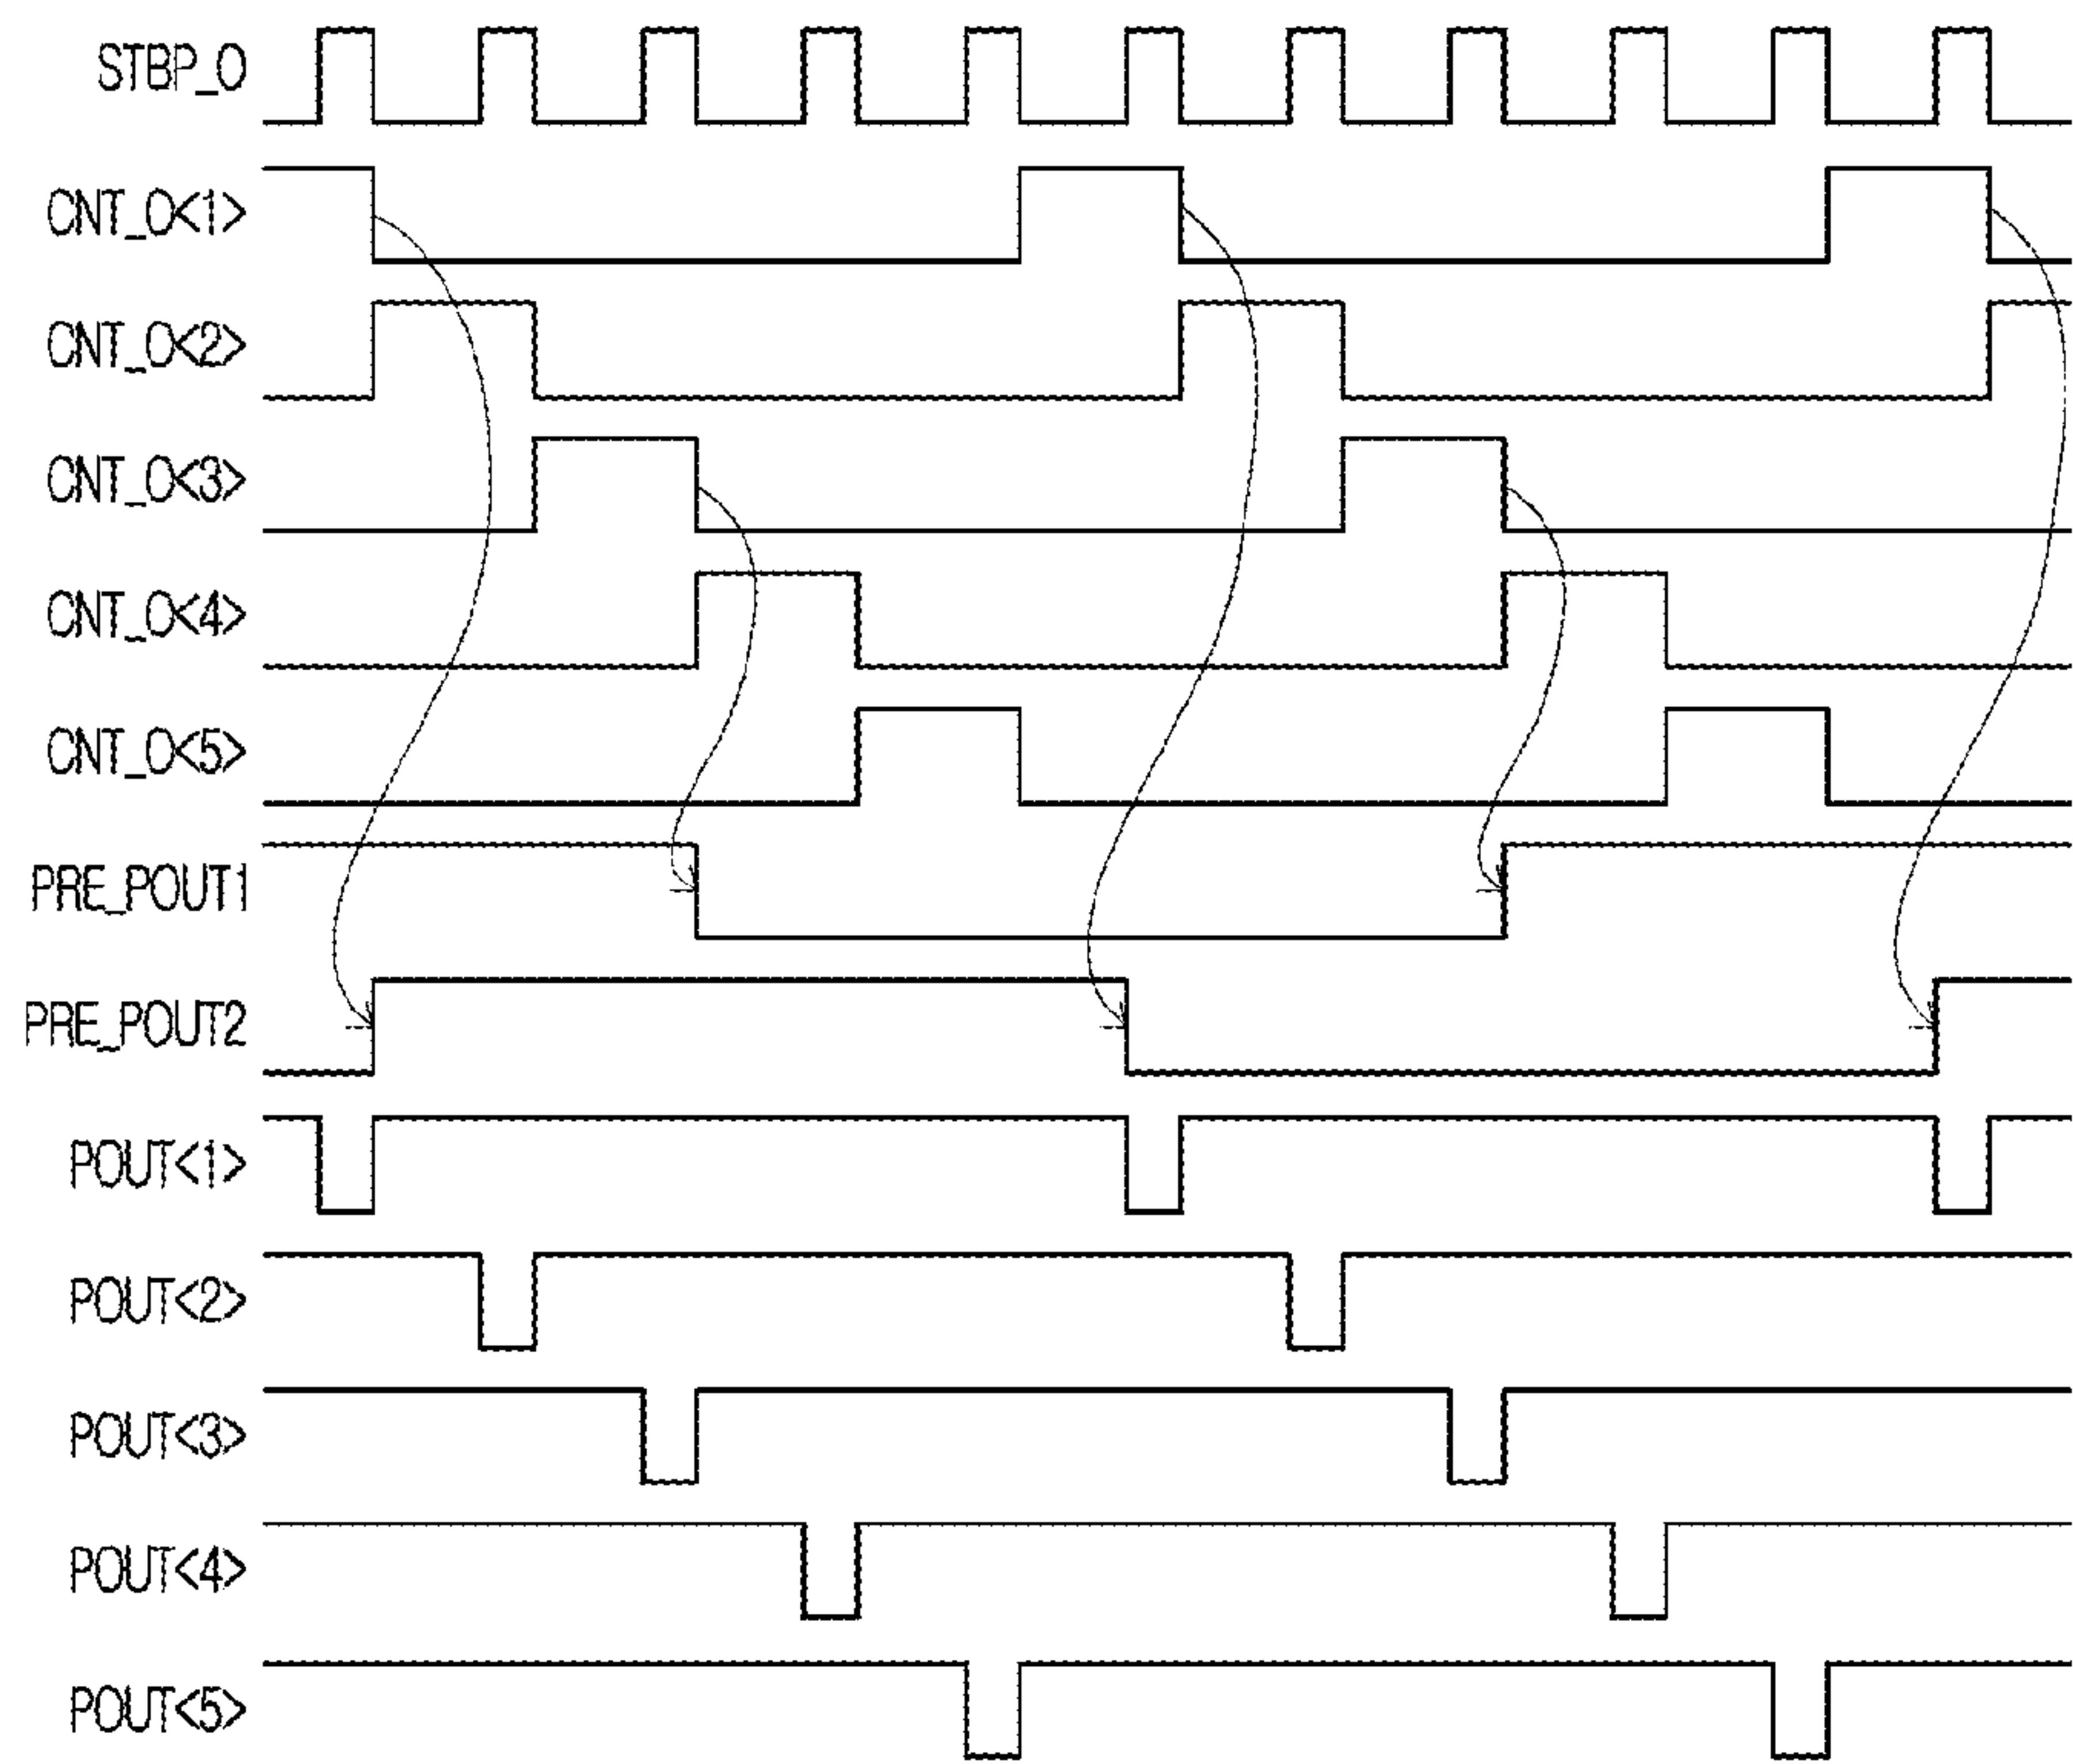 STBP_O
CNT_O<1>
CNT_O<2>
CNT_O<3>
CNT_O<4>
CNT_O<5>
PRE_POUT1
PRE_POUT2
POUT<1>
POUT<2>
POUT<3>
POUT<4>
POUT<5>